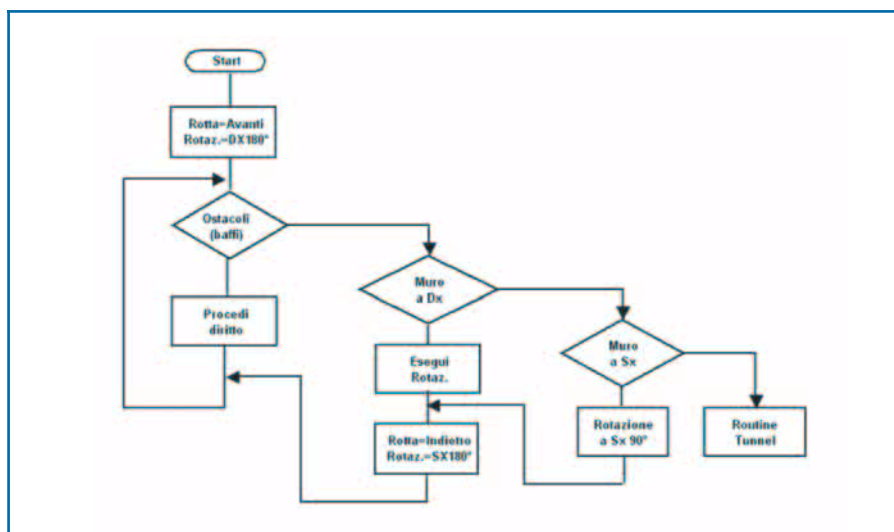 Start
Rotta=Avanti
Rotaz.=DX180°
Ostacoli
(baffi)
Muro
a Dx
Procedi
diritto
Muro
a Sx
Esegui
Rotaz.
Rotazione
a Sx 90°
Routine
Tunnel
Rotta=Indietro
Rotaz.=SX180°